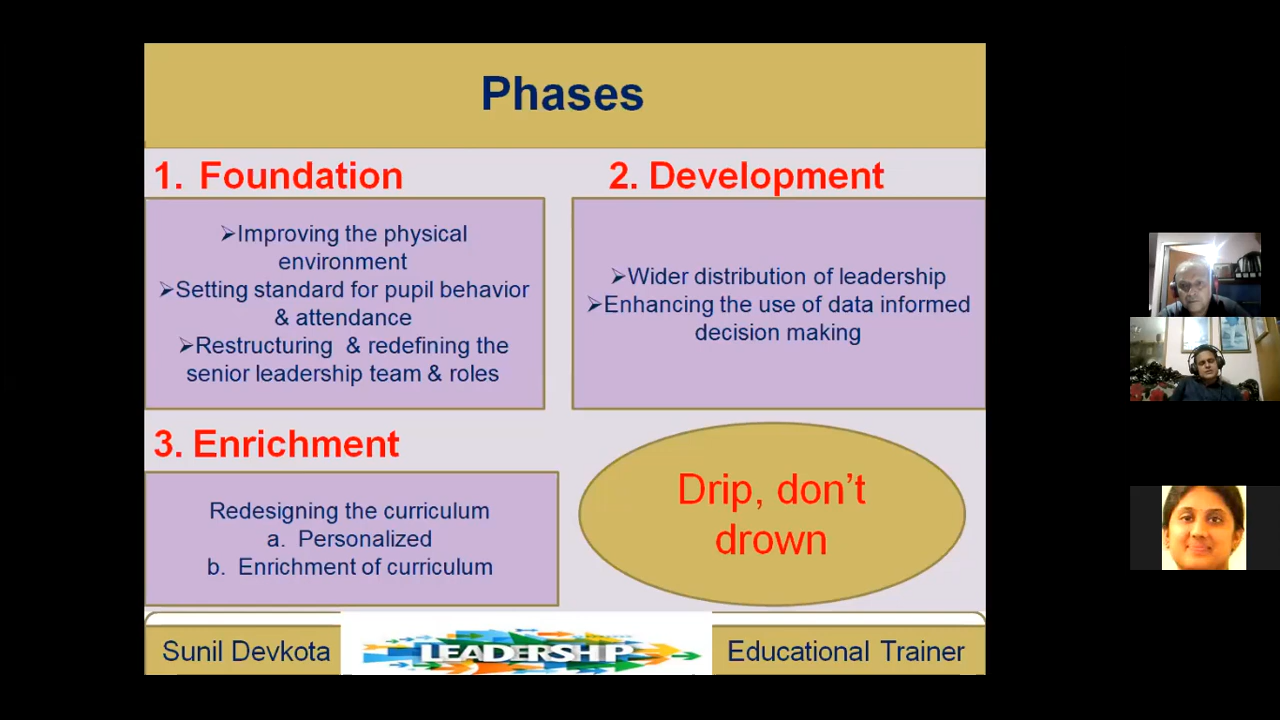 Phases
1. Foundation
➢Improving the physical
environment
➢Setting standard for pupil behavior
& attendance
➢Restructuring & redefining the
senior leadership team & roles
2. Development
➢Wider distribution of leadership
➢Enhancing the use of data informed
decision making
3. Enrichment
Redesigning the curriculum
a. Personalized
b. Enrichment of curriculum
Drip, don't
drown
Sunil Devkota
LEADERSHIP
Educational Trainer